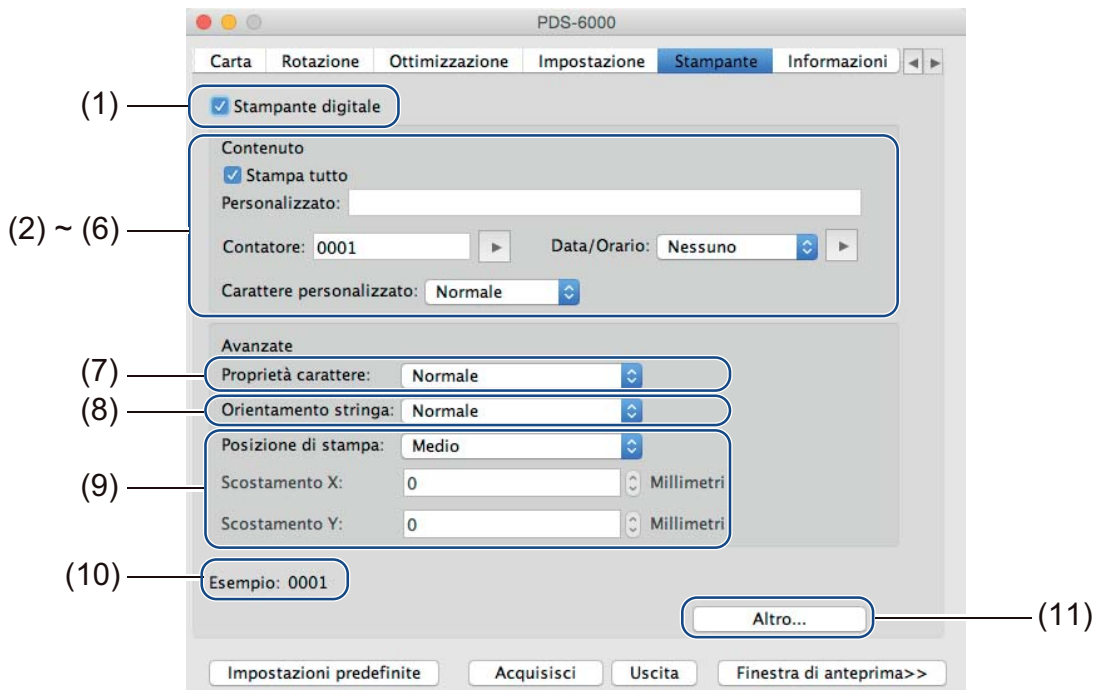 PDS-6000
Carta Rotazione Ottimizzazione Impostazione Stampante Informazioni
(1) Stampante digitale
Contenuto
Stampa tutto
Personalizzato:
(2) ~ (6)
Contatore: 0001 Data/Orario: Nessuno
Carattere personalizzato: Normale
Avanzate
(7) Proprietà carattere: Normale
(8) Orientamento stringa: Normale
Posizione di stampa: Medio
(9) Scostamento X: 0 Millimetri
Scostamento Y: 0 Millimetri
(10) Esempio: 0001
Altro... (11)
Impostazioni predefinite Acquisisci Uscita Finestra di anteprima>>